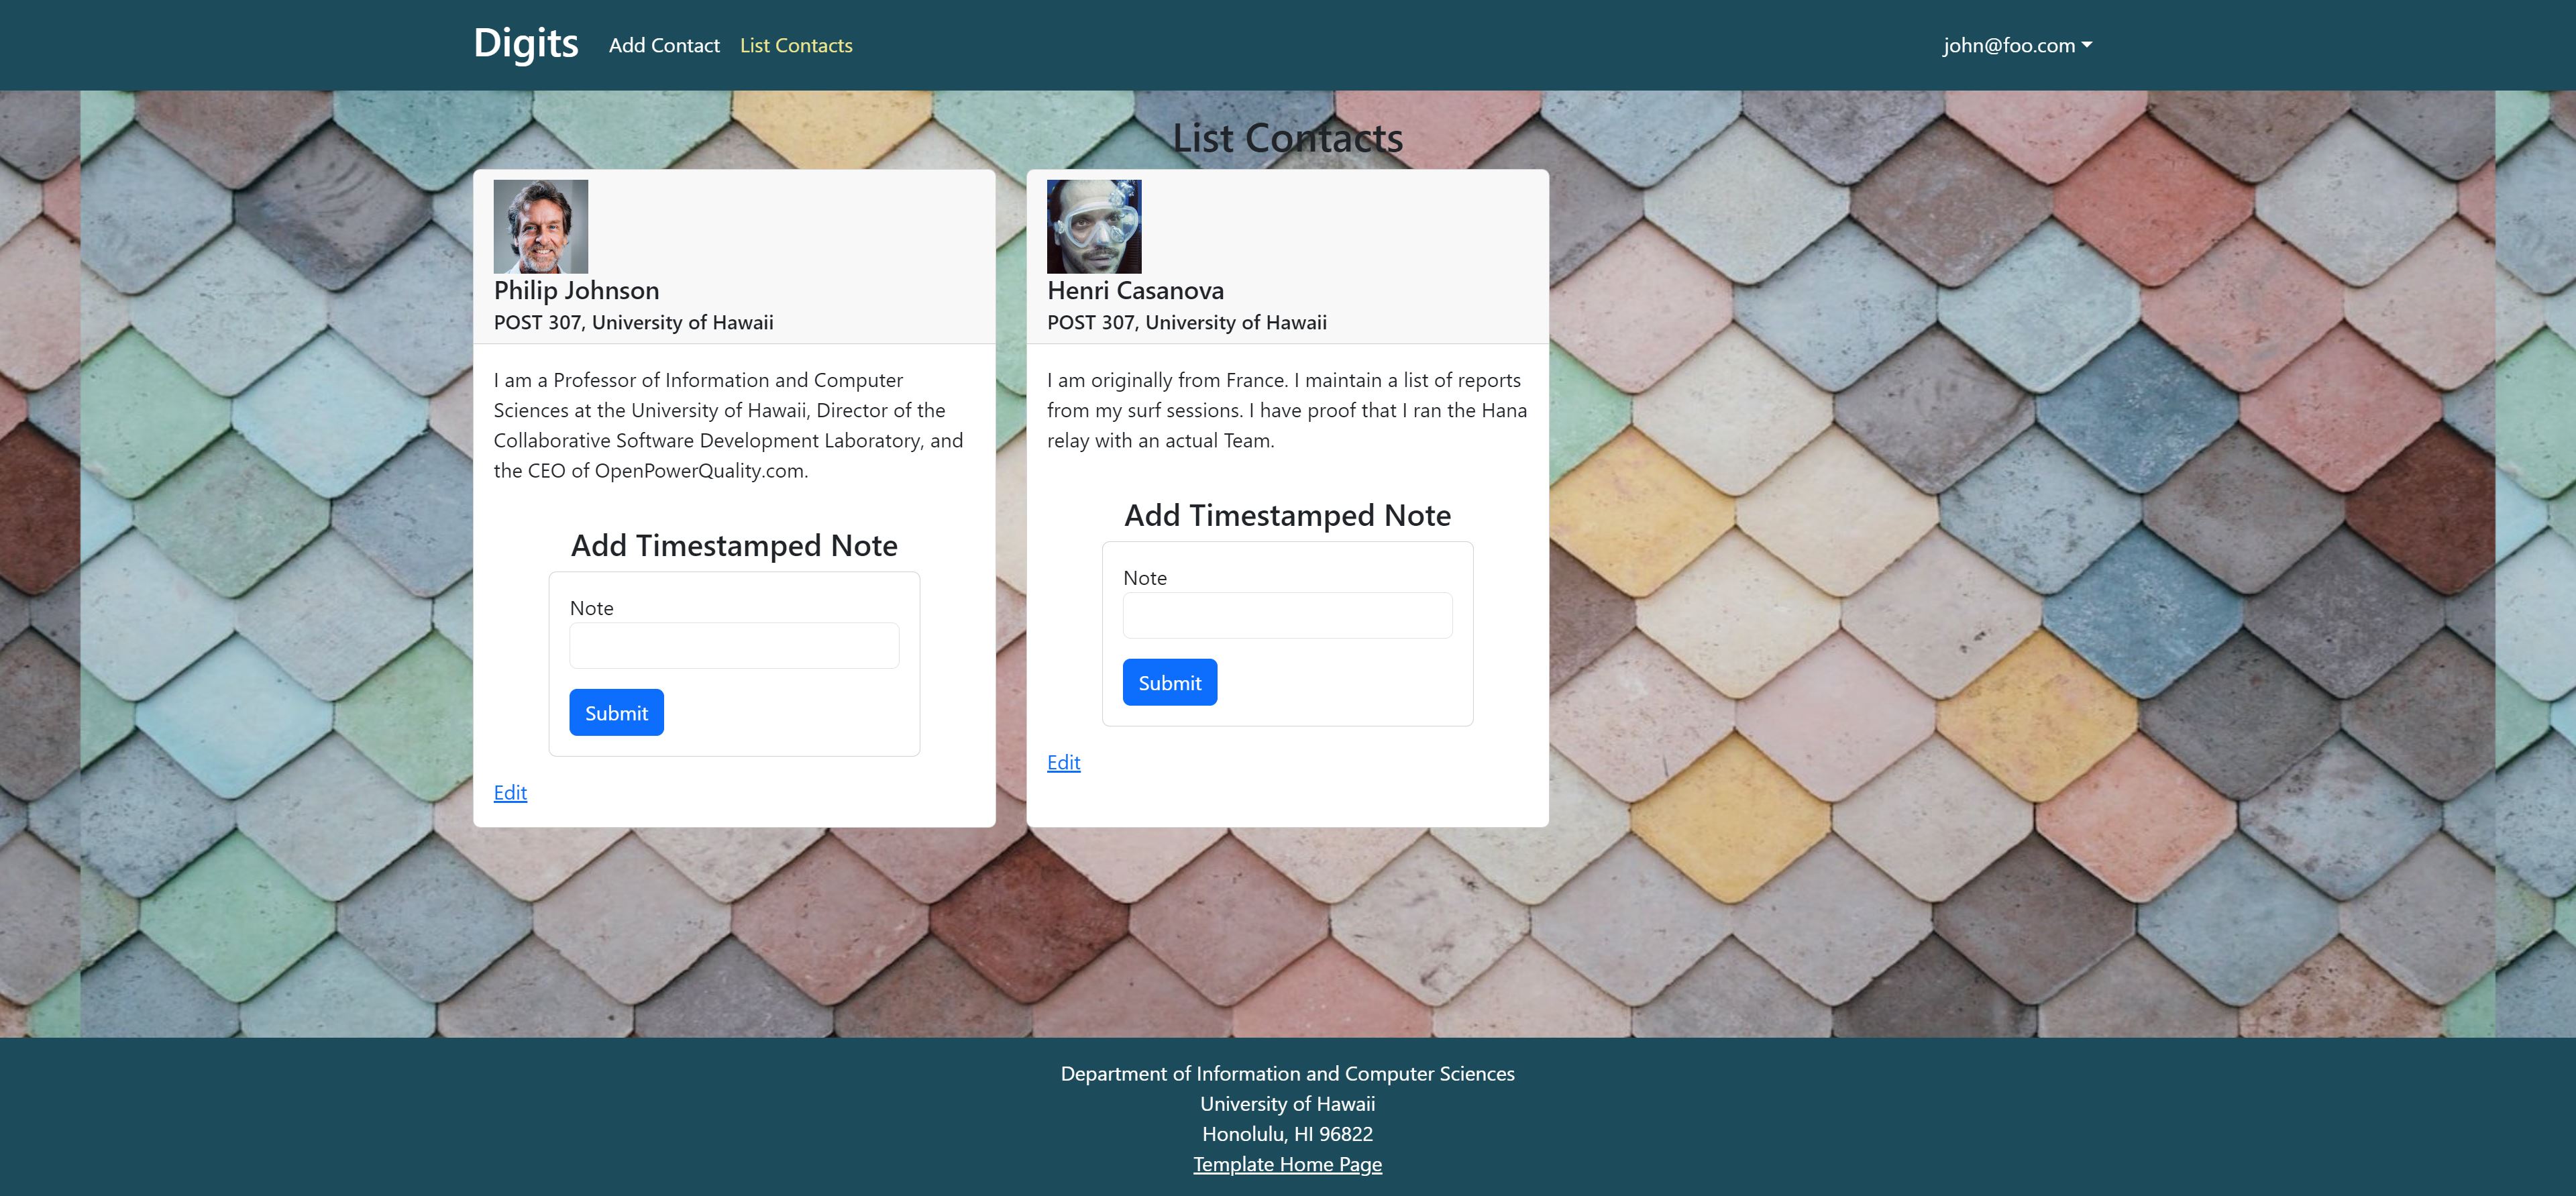 Digits
Add Contact
List Contacts
john@foo.com
List Contacts
Philip Johnson
POST 307, University of Hawaii
I am a Professor of Information and Computer
Sciences at the University of Hawaii, Director of the
Collaborative Software Development Laboratory, and
the CEO of OpenPowerQuality.com.
Add Timestamped Note
Note
Submit
Edit
Henri Casanova
POST 307, University of Hawaii
I am originally from France. I maintain a list of reports
from my surf sessions. I have proof that I ran the Hana
relay with an actual Team.
Add Timestamped Note
Note
Submit
Edit
Department of Information and Computer Sciences
University of Hawaii
Honolulu, HI 96822
Template Home Page